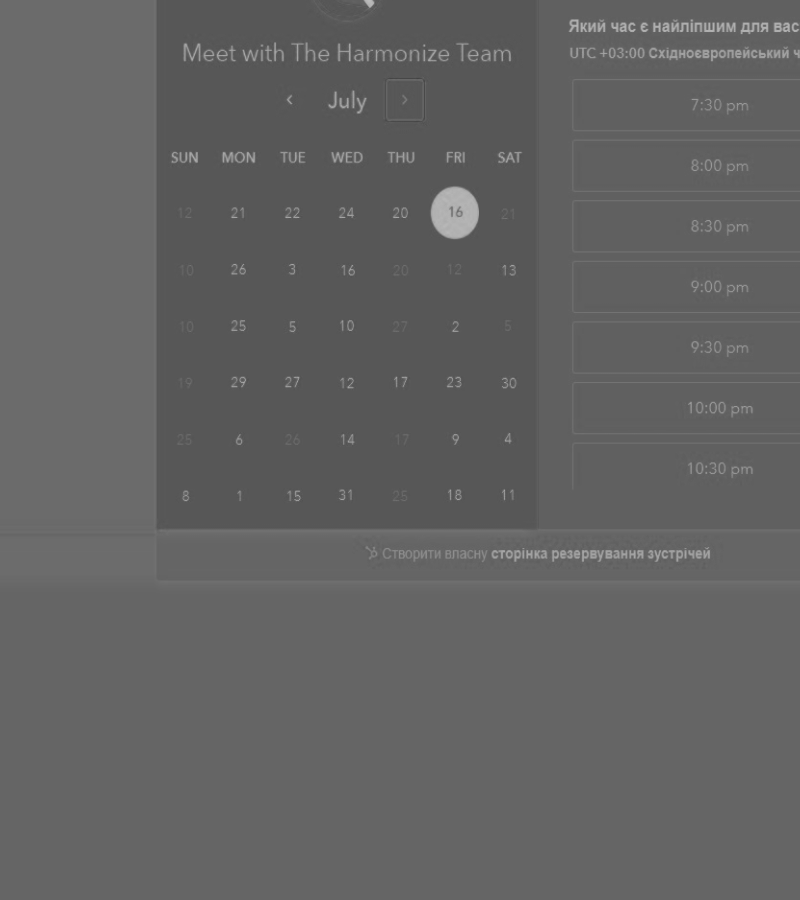 Meet with The Harmonize Team
July
SUN MON TUE WED THU FRI SAT
12 21 22 24 20 16 21
10 26 3 16 20 12 13
10 25 5 10 27 2 5
19 29 27 12 17 23 30
25 6 26 14 17 9 4
8 1 15 31 25 18 11
Який час є найліпшим для вас
UTC +03:00 Східноєвропейський ч
7:30 pm
8:00 pm
8:30 pm
9:00 pm
9:30 pm
10:00 pm
10:30 pm
Створити власну сторінка резервування зустрічей